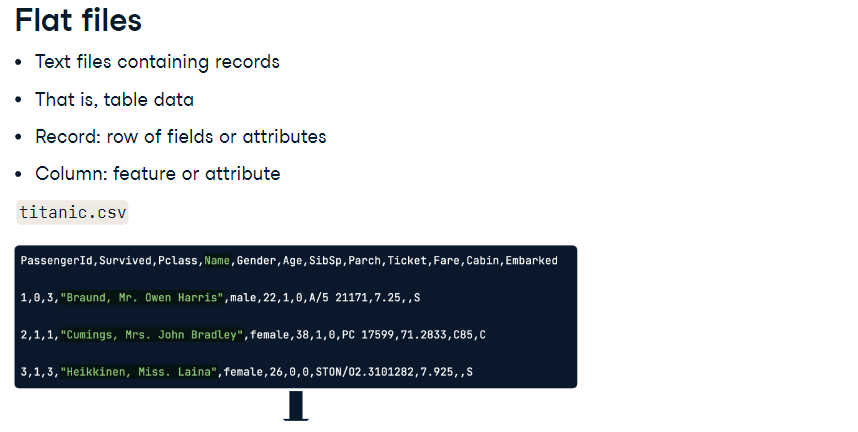 Flat files
• Text files containing records
• That is, table data
• Record: row of fields or attributes
• Column: feature or attribute
titanic.csv
PassengerId,Survived,Pclass,Name,Gender,Age,SibSp,Parch,Ticket,Fare,Cabin,Embarked
1,0,3,"Braund, Mr. Owen Harris",male,22,1,0,A/5 21171,7.25,,S
2,1,1,"Cumings, Mrs. John Bradley",female,38,1,0,PC 17599,71.2833,C85,C
3,1,3,"Heikkinen, Miss. Laina",female,26,0,0,STON/O2.3101282,7.925,,S